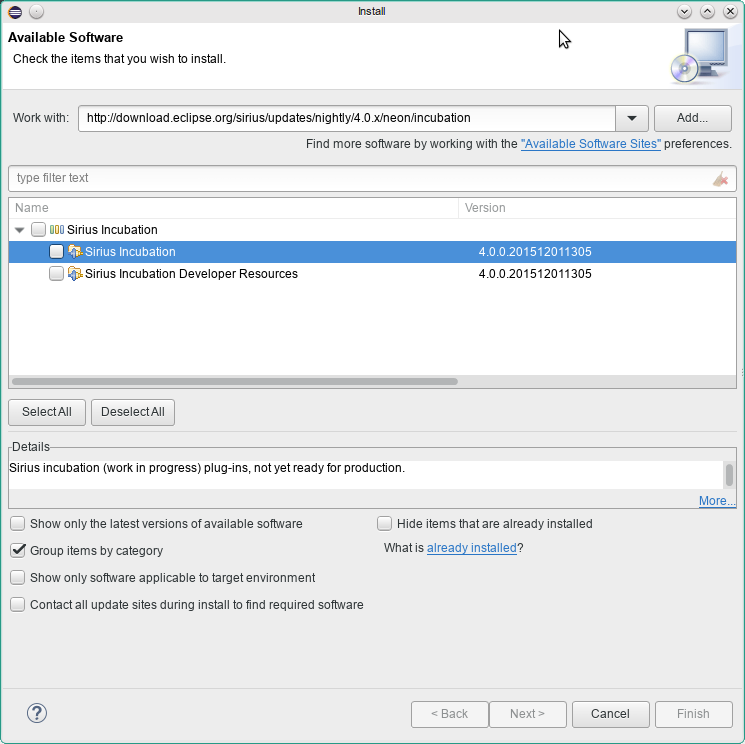 Install
Available Software
Check the items that you wish to install.
Work with: http://download.eclipse.org/sirius/updates/nightly/4.0.x/neon/incubation Add...
Find more software by working with the "Available Software Sites" preferences.
type filter text
Name Version
Sirius Incubation
Sirius Incubation 4.0.0.201512011305
Sirius Incubation Developer Resources 4.0.0.201512011305
Select All Deselect All
Details
Sirius incubation (work in progress) plug-ins, not yet ready for production.
More...
Show only the latest versions of available software Hide items that are already installed
Group items by category What is already installed?
Show only software applicable to target environment
Contact all update sites during install to find required software
? < Back Next > Cancel Finish